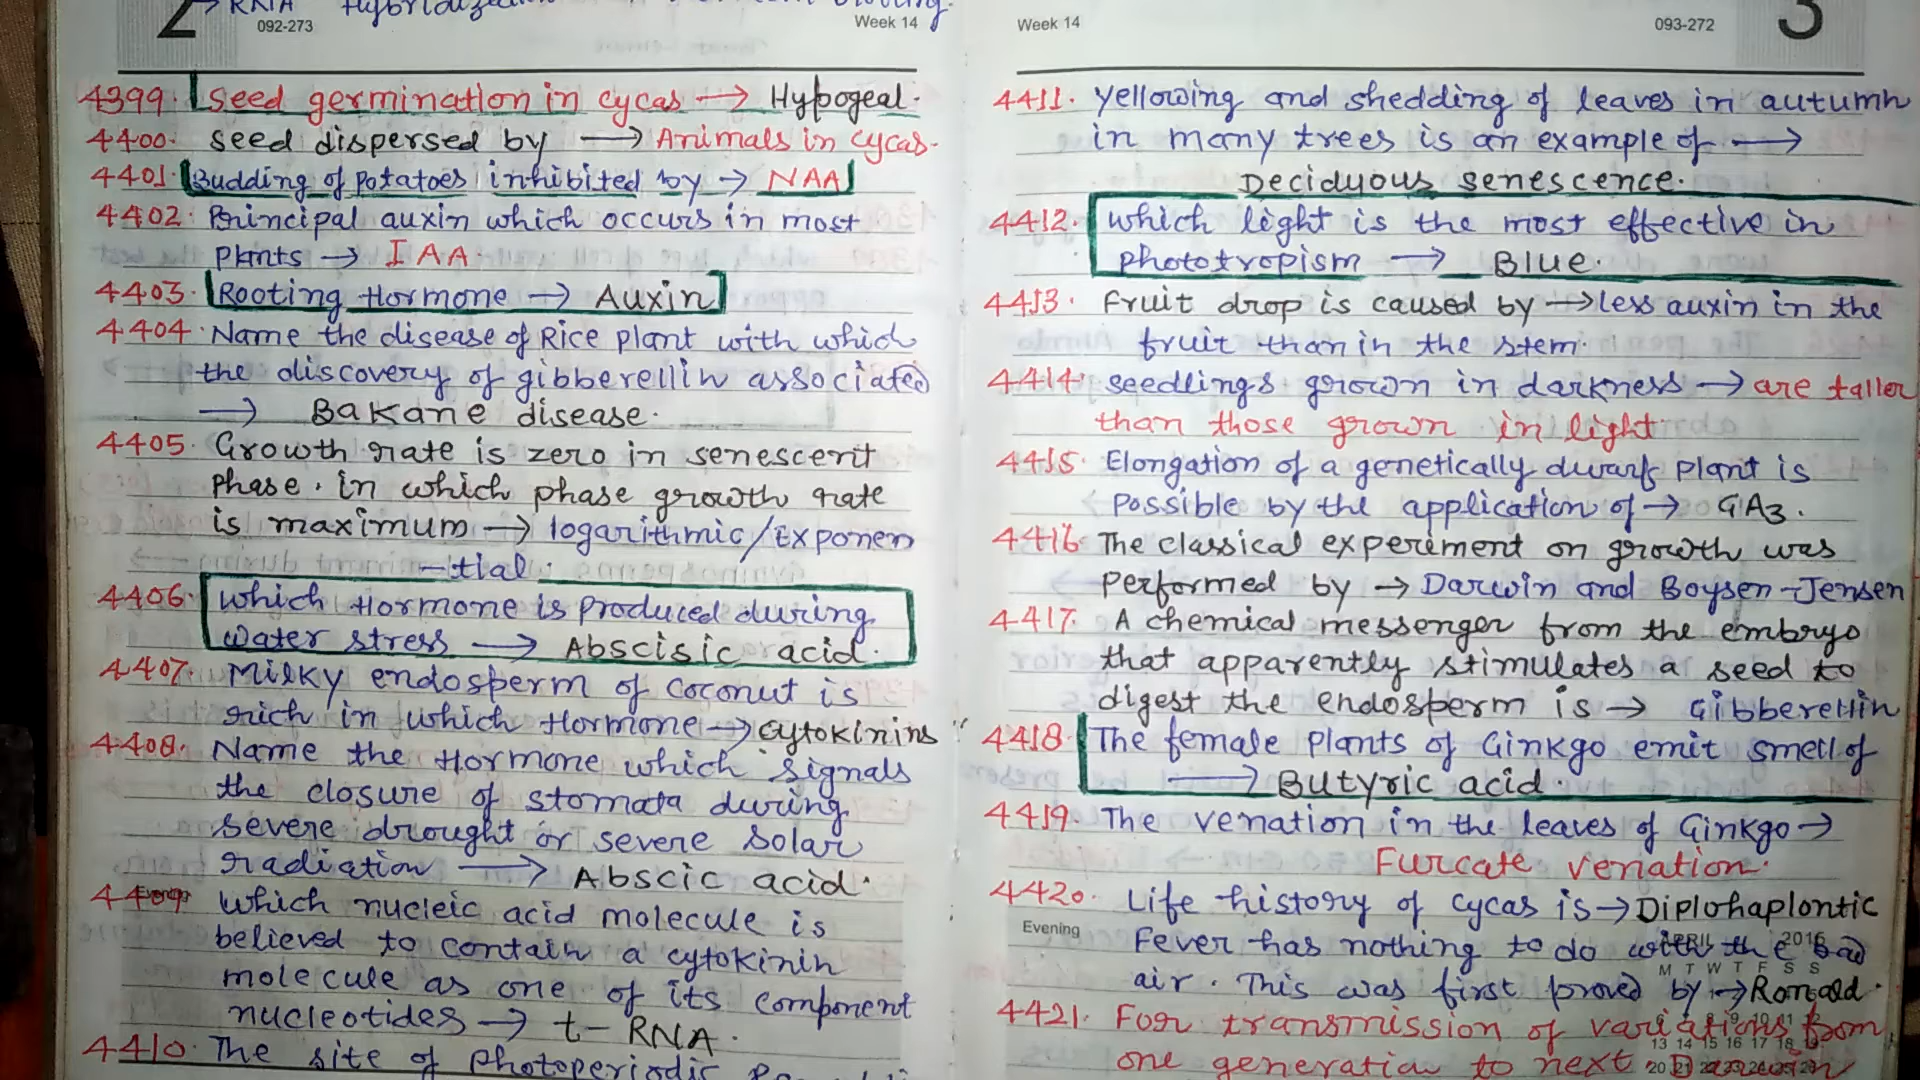 2 → RNA Hybridization
092-273
Week 14
4399. Seed germination in cycas → Hypogeal.
4400. Seed dispersed by → Animals in cycas.
4401. Budding of potatoes inhibited by → NAA
4402. Principal auxin which occurs in most
plants → IAA.
4403. Rooting Hormone → Auxin
4404. Name the disease of Rice plant with which
the discovery of gibberellin associated
→ Bakane disease.
4405. Growth rate is zero in senescent
phase. in which phase growth rate
is maximum → logarithmic/Exponen
-tial.
4406. which Hormone is produced during
water stress → Abscisic acid.
4407. Milky endosperm of coconut is
rich in which Hormone → cytokinins
4408. Name the Hormone which signals
the closure of stomata during
severe drought or severe solar
radiation → Abscic acid.
4409. which nucleic acid molecule is
believed to contain a cytokinin
molecule as one of its component
nucleotides → t-RNA.
4410. The site of photoperiodic
Week 14
093-272
3
4411. Yellowing and shedding of leaves in autumn
in many trees is an example of →
Deciduous senescence.
4412. which light is the most effective in
phototropism → Blue.
4413. Fruit drop is caused by → less auxin in the
fruit than in the stem.
4414. seedlings grown in darkness → are taller
than those grown in light
4415. Elongation of a genetically dwarf plant is
possible by the application of → GA3.
4416. The classical experiment on growth was
performed by → Darwin and Boysen-Jensen
4417. A chemical messenger from the embryo
that apparently stimulates a seed to
digest the endosperm is → Gibberellin
4418. The female plants of Ginkgo emit smell of
→ Butyric acid.
4419. The venation in the leaves of Ginkgo →
Furcate venation.
4420. Life history of cycas is → Diplohaplontic
Evening
Fever has nothing to do with the Bad
APRIL 2016
M T W T F S S
air. This was first proved by → Ronald.
4421. For transmission of variations from
13 14 15 16 17 18
one generation to next Darwin